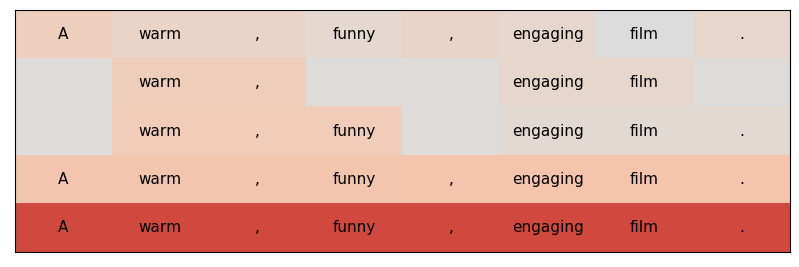 A warm , funny , engaging film .
warm , engaging film
warm , funny engaging film .
A warm , funny , engaging film .
A warm , funny , engaging film .